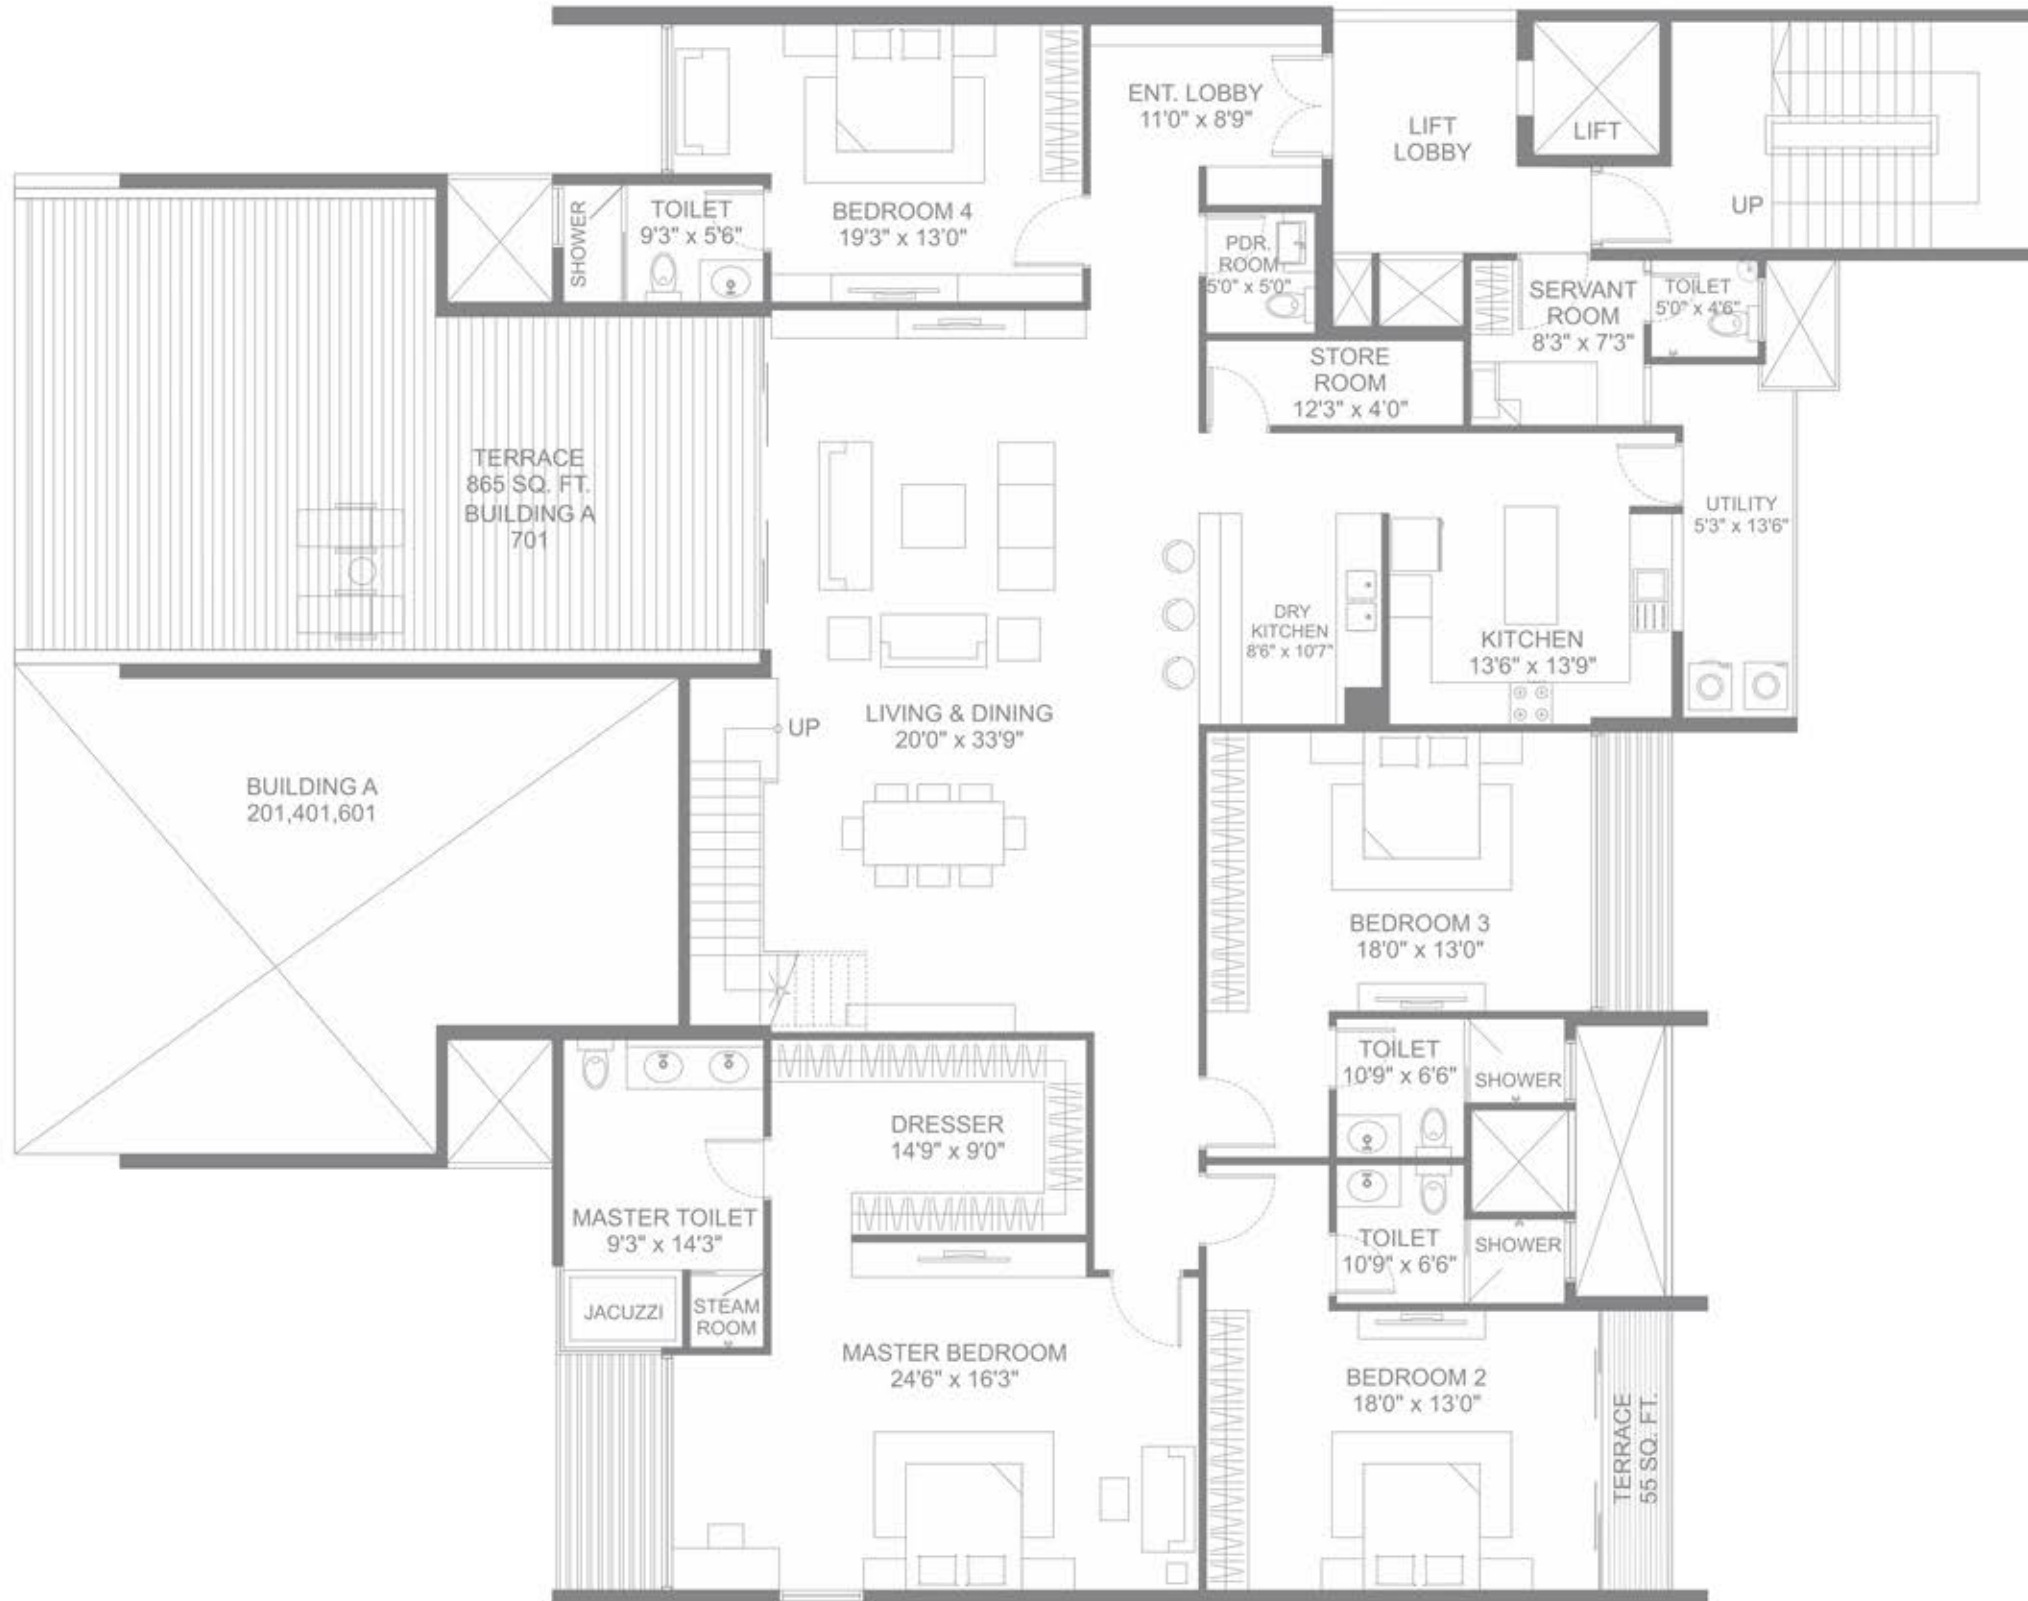 ENT. LOBBY
11'0" x 8'9"
LIFT
LOBBY
LIFT
UP
SHOWER
TOILET
9'3" x 5'6"
BEDROOM 4
19'3" x 13'0"
PDR.
ROOM
5'0" x 5'0"
SERVANT
ROOM
8'3" x 7'3"
TOILET
5'0" x 4'6"
STORE
ROOM
12'3" x 4'0"
TERRACE
865 SQ. FT.
BUILDING A
701
UTILITY
5'3" x 13'6"
DRY
KITCHEN
8'6" x 10'7"
KITCHEN
13'6" x 13'9"
LIVING & DINING
20'0" x 33'9"
UP
BUILDING A
201,401,601
BEDROOM 3
18'0" x 13'0"
TOILET
10'9" x 6'6"
SHOWER
DRESSER
14'9" x 9'0"
MASTER TOILET
9'3" x 14'3"
TOILET
10'9" x 6'6"
SHOWER
JACUZZI
STEAM
ROOM
MASTER BEDROOM
24'6" x 16'3"
BEDROOM 2
18'0" x 13'0"
TERRACE
55 SQ. FT.